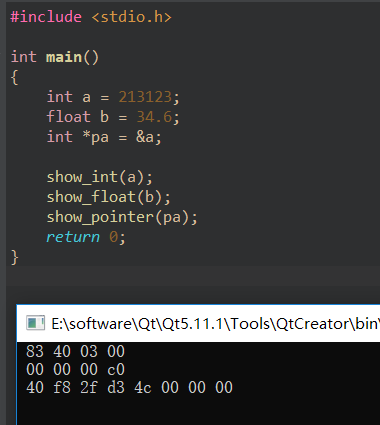 #include <stdio.h>
int main()
{
    int a = 213123;
    float b = 34.6;
    int *pa = &a;
    show_int(a);
    show_float(b);
    show_pointer(pa);
    return 0;
}
E:\software\Qt\Qt5.11.1\Tools\QtCreator\bin\
83 40 03 00
00 00 00 c0
40 f8 2f d3 4c 00 00 00